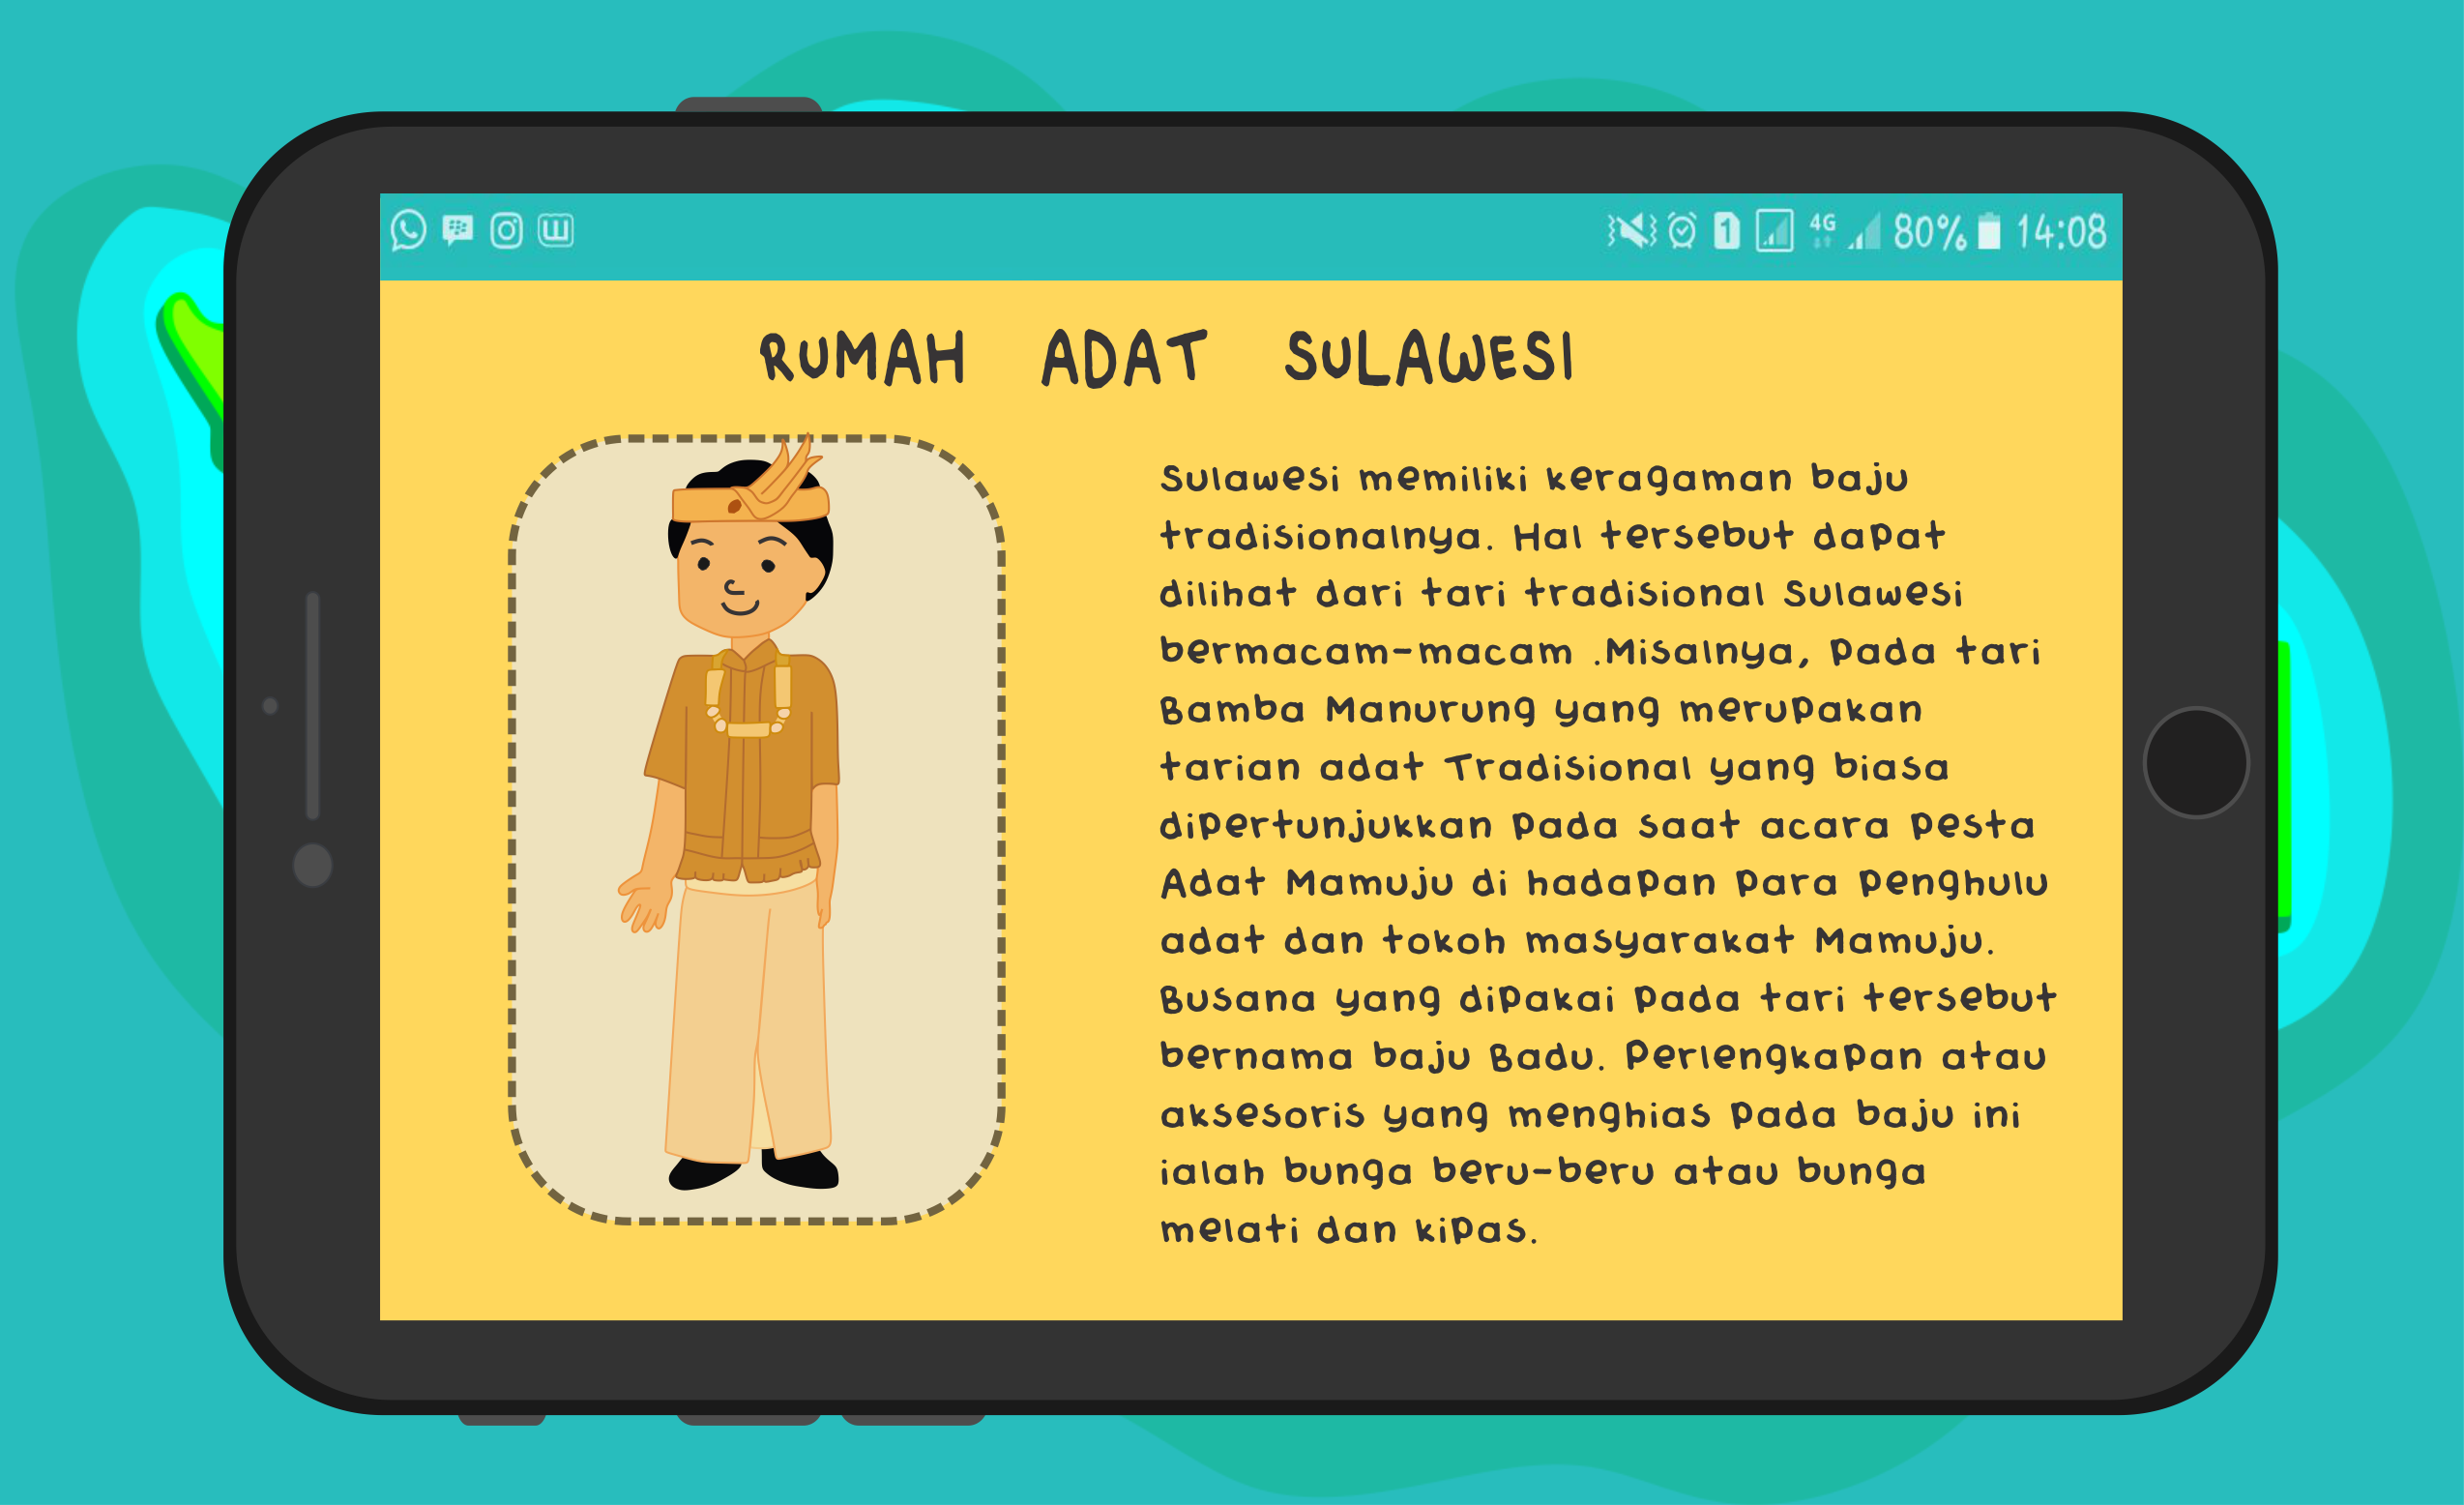 4G 80% 14:08
1
RUMAH ADAT SULAWESI
Sulawesi memiliki keragaman baju
tradisionalnya. Hal tersebut dapat
dilihat dari tari tradisional Sulawesi
bermacam-macam .Misalnya, pada tari
Bamba Manurung yang merupakan
tarian adat Tradisional yang biasa
dipertunjukkan pada saat acara pesta
Adat Mamuju di hadapan para penghulu
adat dan tokoh masyarakat Mamuju.
Busana yang dipakai pada tari tersebut
bernama baju Badu. Perlengkapan atau
aksesoris yang menghias pada baju ini
ialah bunga beru-beru atau bunga
melati dan kipas.